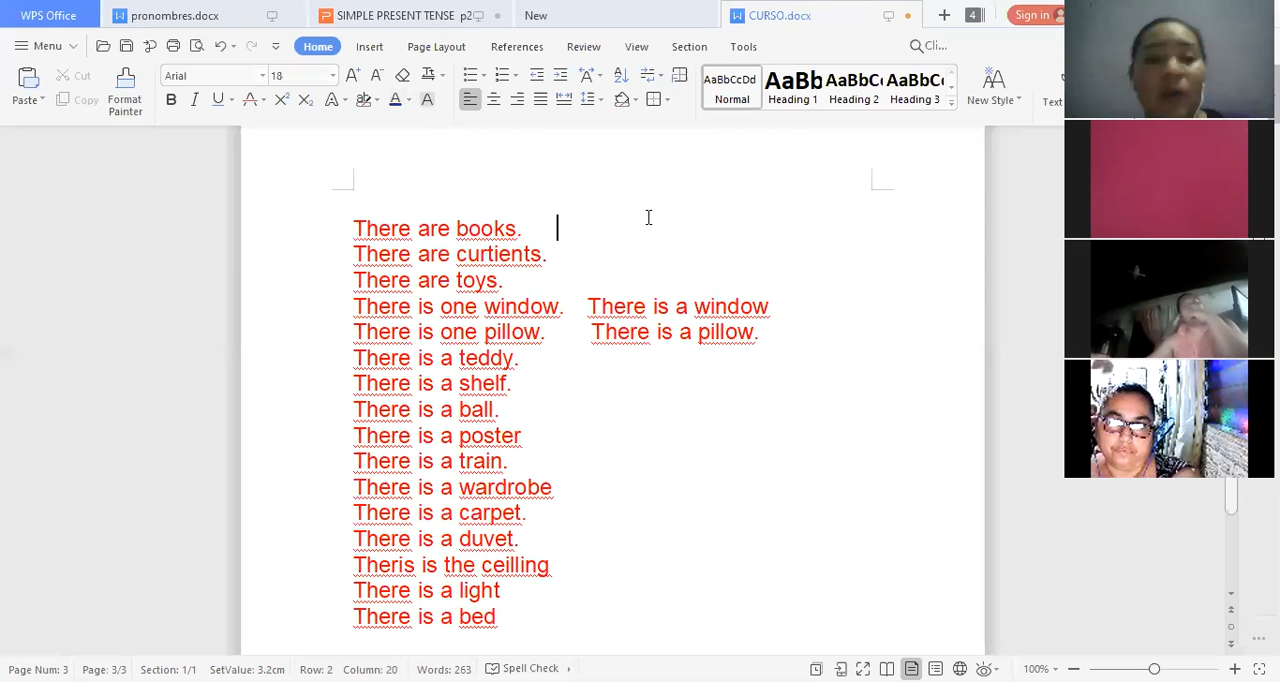 WPS Office pronombres.docx SIMPLE PRESENT TENSE p2 New CURSO.docx 4 Sign in
Menu Home Insert Page Layout References Review View Section Tools Cli...
Paste Cut Copy Format Painter Arial 18 AaBbCcDd Normal AaBb Heading 1 AaBbC Heading 2 AaBbC Heading 3 New Style Text
There are books.
There are curtients.
There are toys.
There is one window. There is a window
There is one pillow. There is a pillow.
There is a teddy.
There is a shelf.
There is a ball.
There is a poster
There is a train.
There is a wardrobe
There is a carpet.
There is a duvet.
Theris is the ceilling
There is a light
There is a bed
Page Num: 3 Page: 3/3 Section: 1/1 SetValue: 3.2cm Row: 2 Column: 20 Words: 263 Spell Check 100%